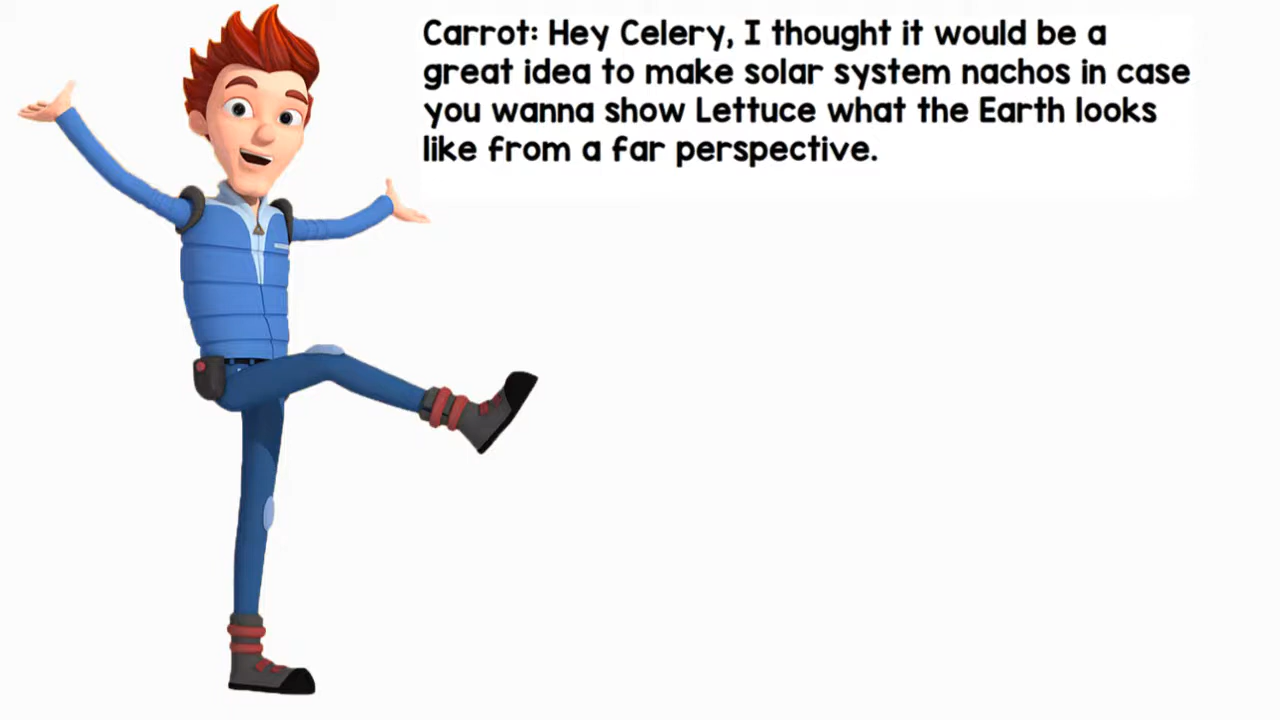 Carrot: Hey Celery, I thought it would be a
great idea to make solar system nachos in case
you wanna show Lettuce what the Earth looks
like from a far perspective.